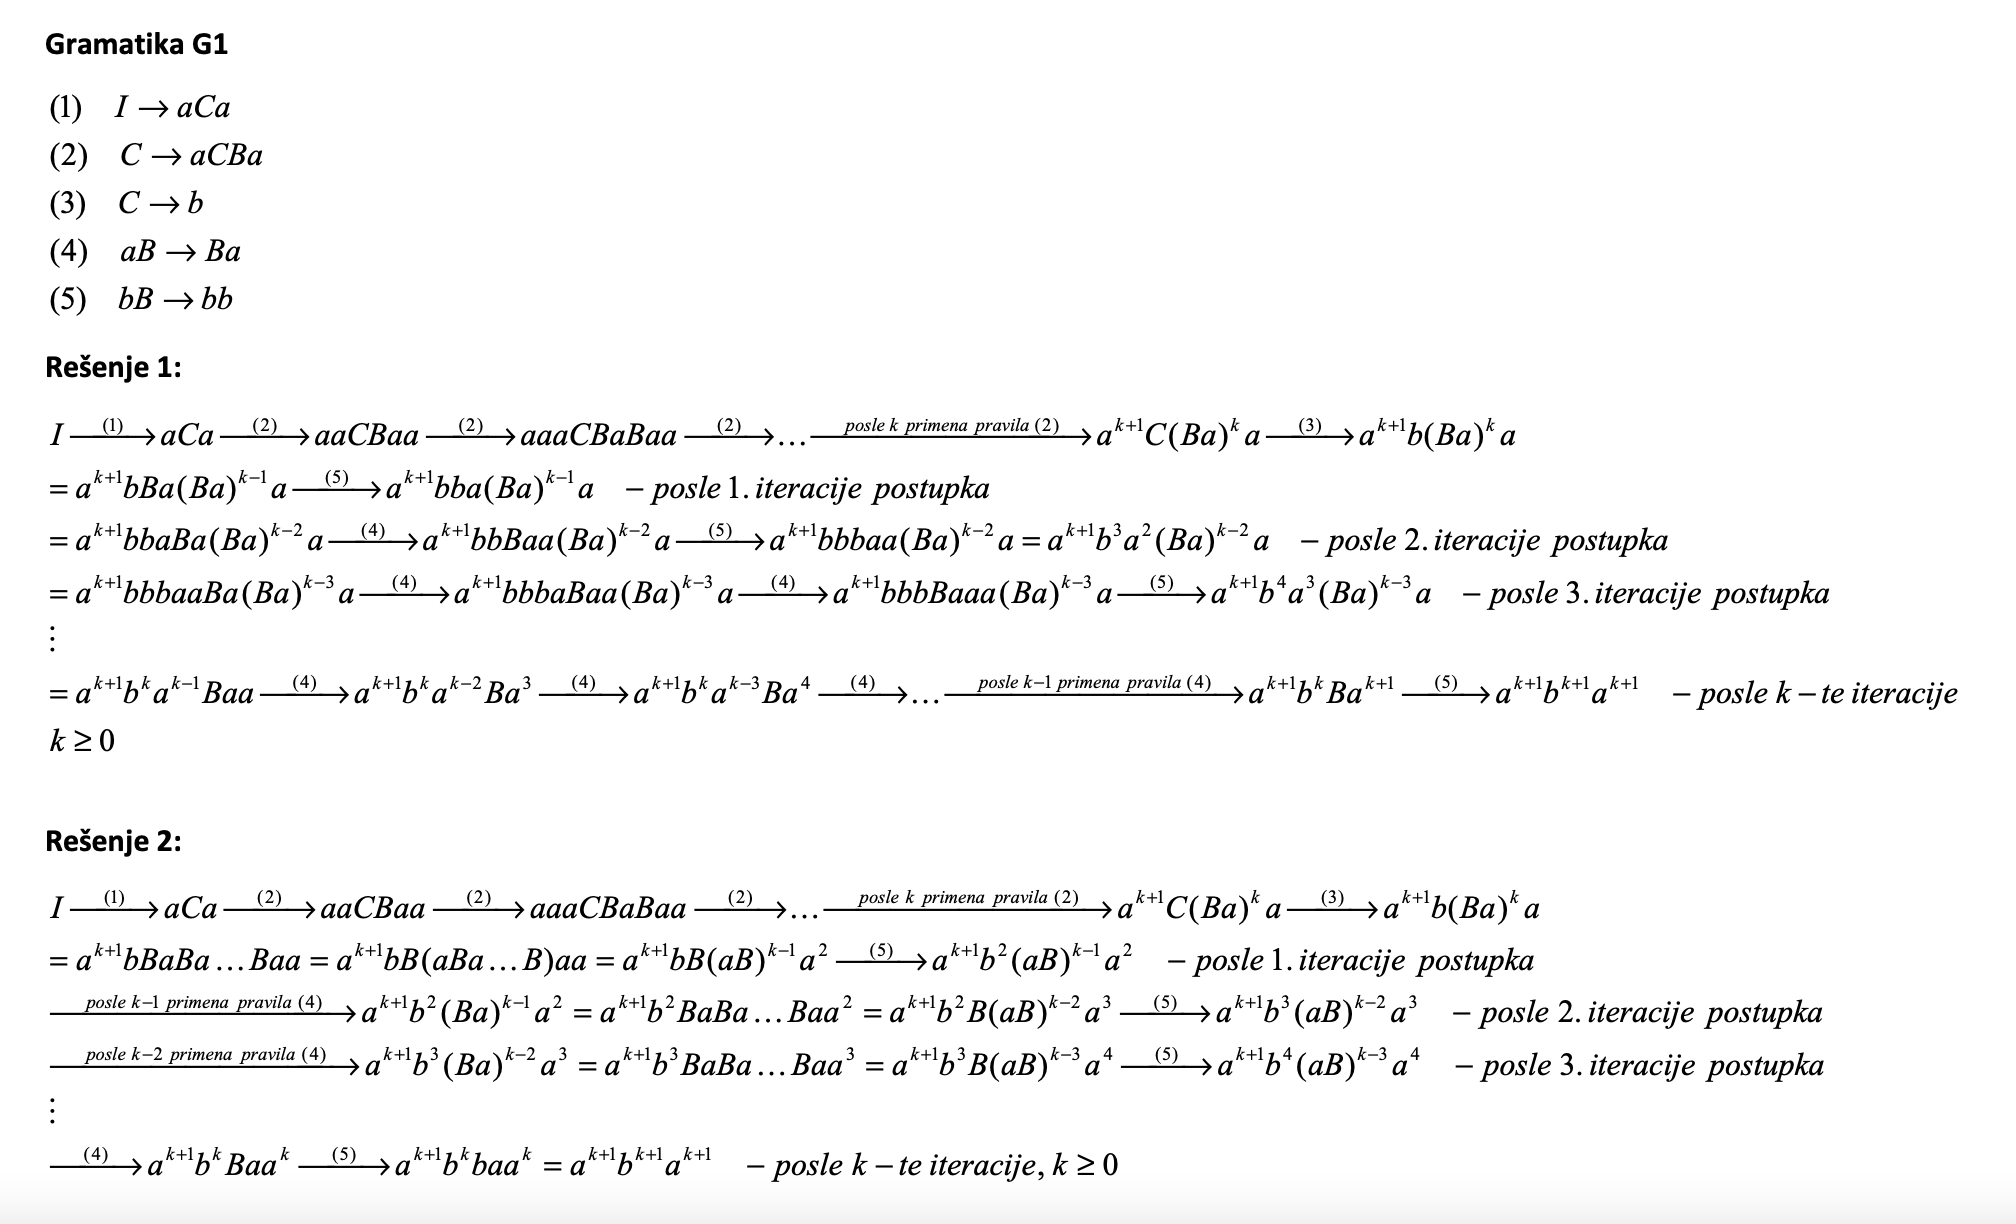 Gramatika G1
(1) I → aCa
(2) C → aCBa
(3) C → b
(4) aB → Ba
(5) bB → bb
Rešenje 1:
I —(1)→ aCa —(2)→ aaCBaa —(2)→ aaaCBaBaa —(2)→ … —posle k primena pravila (2)→ a^{k+1}C(Ba)^k a —(3)→ a^{k+1}b(Ba)^k a
= a^{k+1}bBa(Ba)^{k−1}a —(5)→ a^{k+1}bba(Ba)^{k−1}a – posle 1. iteracije postupka
= a^{k+1}bbaBa(Ba)^{k−2}a —(4)→ a^{k+1}bbBaa(Ba)^{k−2}a —(5)→ a^{k+1}bbbaa(Ba)^{k−2}a = a^{k+1}b^3a^2(Ba)^{k−2}a – posle 2. iteracije postupka
= a^{k+1}bbbaaBa(Ba)^{k−3}a —(4)→ a^{k+1}bbbaBaa(Ba)^{k−3}a —(4)→ a^{k+1}bbbBaaa(Ba)^{k−3}a —(5)→ a^{k+1}b^4a^3(Ba)^{k−3}a – posle 3. iteracije postupka
⋮
= a^{k+1}b^k a^{k−1}Baa —(4)→ a^{k+1}b^k a^{k−2}Ba^3 —(4)→ a^{k+1}b^k a^{k−3}Ba^4 —(4)→ … —posle k−1 primena pravila (4)→ a^{k+1}b^k Ba^{k+1} —(5)→ a^{k+1}b^{k+1}a^{k+1} – posle k – te iteracije
k ≥ 0
Rešenje 2:
I —(1)→ aCa —(2)→ aaCBaa —(2)→ aaaCBaBaa —(2)→ … —posle k primena pravila (2)→ a^{k+1}C(Ba)^k a —(3)→ a^{k+1}b(Ba)^k a
= a^{k+1}bBaBa…Baa = a^{k+1}bB(aBa…B)aa = a^{k+1}bB(aB)^{k−1}a^2 —(5)→ a^{k+1}b^2(aB)^{k−1}a^2 – posle 1. iteracije postupka
—posle k−1 primena pravila (4)→ a^{k+1}b^2(Ba)^{k−1}a^2 = a^{k+1}b^2BaBa…Baa^2 = a^{k+1}b^2B(aB)^{k−2}a^3 —(5)→ a^{k+1}b^3(aB)^{k−2}a^3 – posle 2. iteracije postupka
—posle k−2 primena pravila (4)→ a^{k+1}b^3(Ba)^{k−2}a^3 = a^{k+1}b^3BaBa…Baa^3 = a^{k+1}b^3B(aB)^{k−3}a^4 —(5)→ a^{k+1}b^4(aB)^{k−3}a^4 – posle 3. iteracije postupka
⋮
—(4)→ a^{k+1}b^k Baa^k —(5)→ a^{k+1}b^k baa^k = a^{k+1}b^{k+1}a^{k+1} – posle k – te iteracije, k ≥ 0